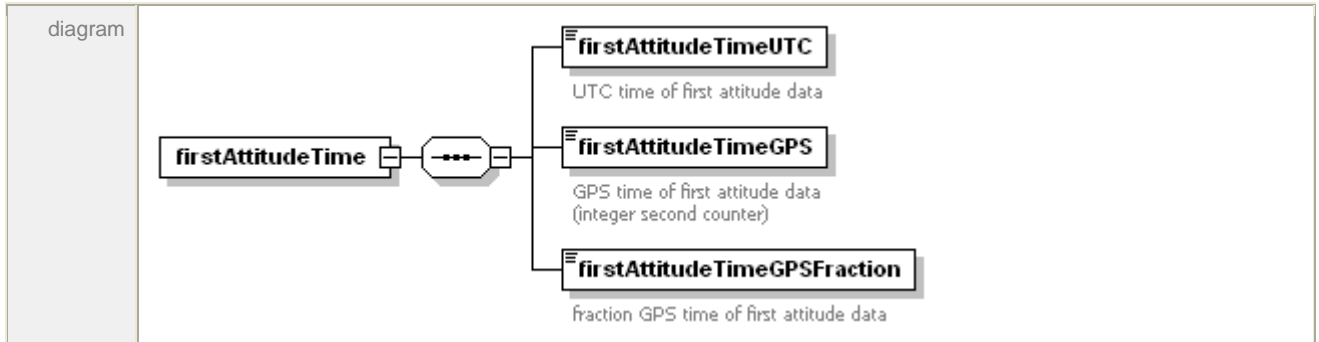 diagram
firstAttitudeTimeUTC
UTC time of first attitude data
firstAttitudeTime
firstAttitudeTimeGPS
GPS time of first attitude data
(integer second counter)
firstAttitudeTimeGPSFraction
fraction GPS time of first attitude data